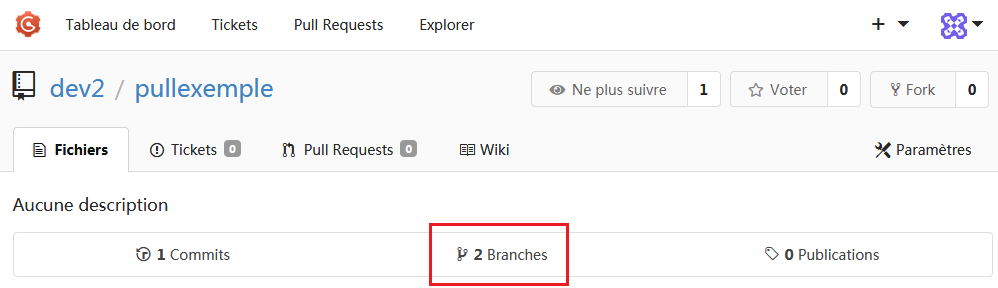 Tableau de bord Tickets Pull Requests Explorer +
dev2 / pullexemple Ne plus suivre 1 Voter 0 Fork 0
Fichiers Tickets 0 Pull Requests 0 Wiki Paramètres
Aucune description
1 Commits 2 Branches 0 Publications